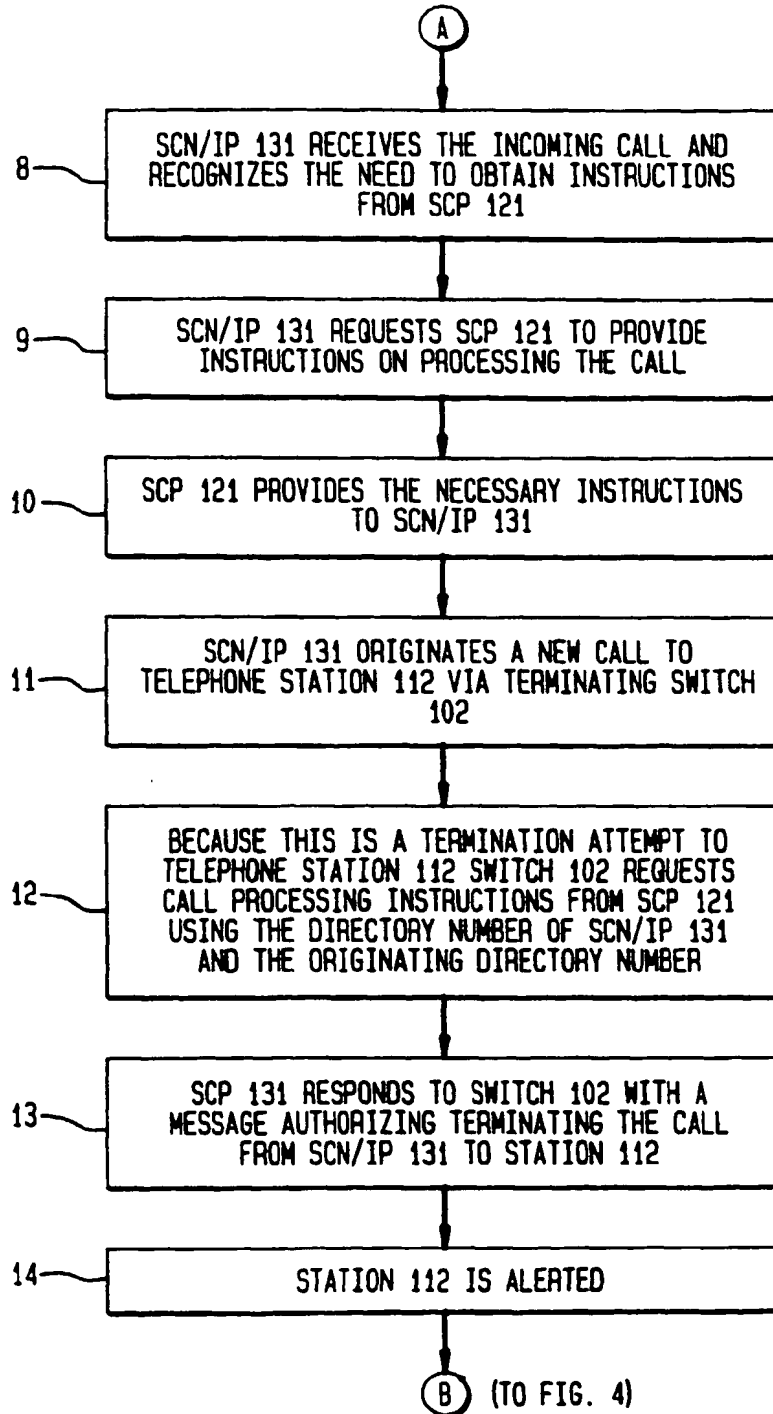 A
8
SCN/IP 131 RECEIVES THE INCOMING CALL AND
RECOGNIZES THE NEED TO OBTAIN INSTRUCTIONS
FROM SCP 121
9
SCN/IP 131 REQUESTS SCP 121 TO PROVIDE
INSTRUCTIONS ON PROCESSING THE CALL
10
SCP 121 PROVIDES THE NECESSARY INSTRUCTIONS
TO SCN/IP 131
11
SCN/IP 131 ORIGINATES A NEW CALL TO
TELEPHONE STATION 112 VIA TERMINATING SWITCH
102
12
BECAUSE THIS IS A TERMINATION ATTEMPT TO
TELEPHONE STATION 112 SWITCH 102 REQUESTS
CALL PROCESSING INSTRUCTIONS FROM SCP 121
USING THE DIRECTORY NUMBER OF SCN/IP 131
AND THE ORIGINATING DIRECTORY NUMBER
13
SCP 131 RESPONDS TO SWITCH 102 WITH A
MESSAGE AUTHORIZING TERMINATING THE CALL
FROM SCN/IP 131 TO STATION 112
14
STATION 112 IS ALERTED
B (TO FIG. 4)